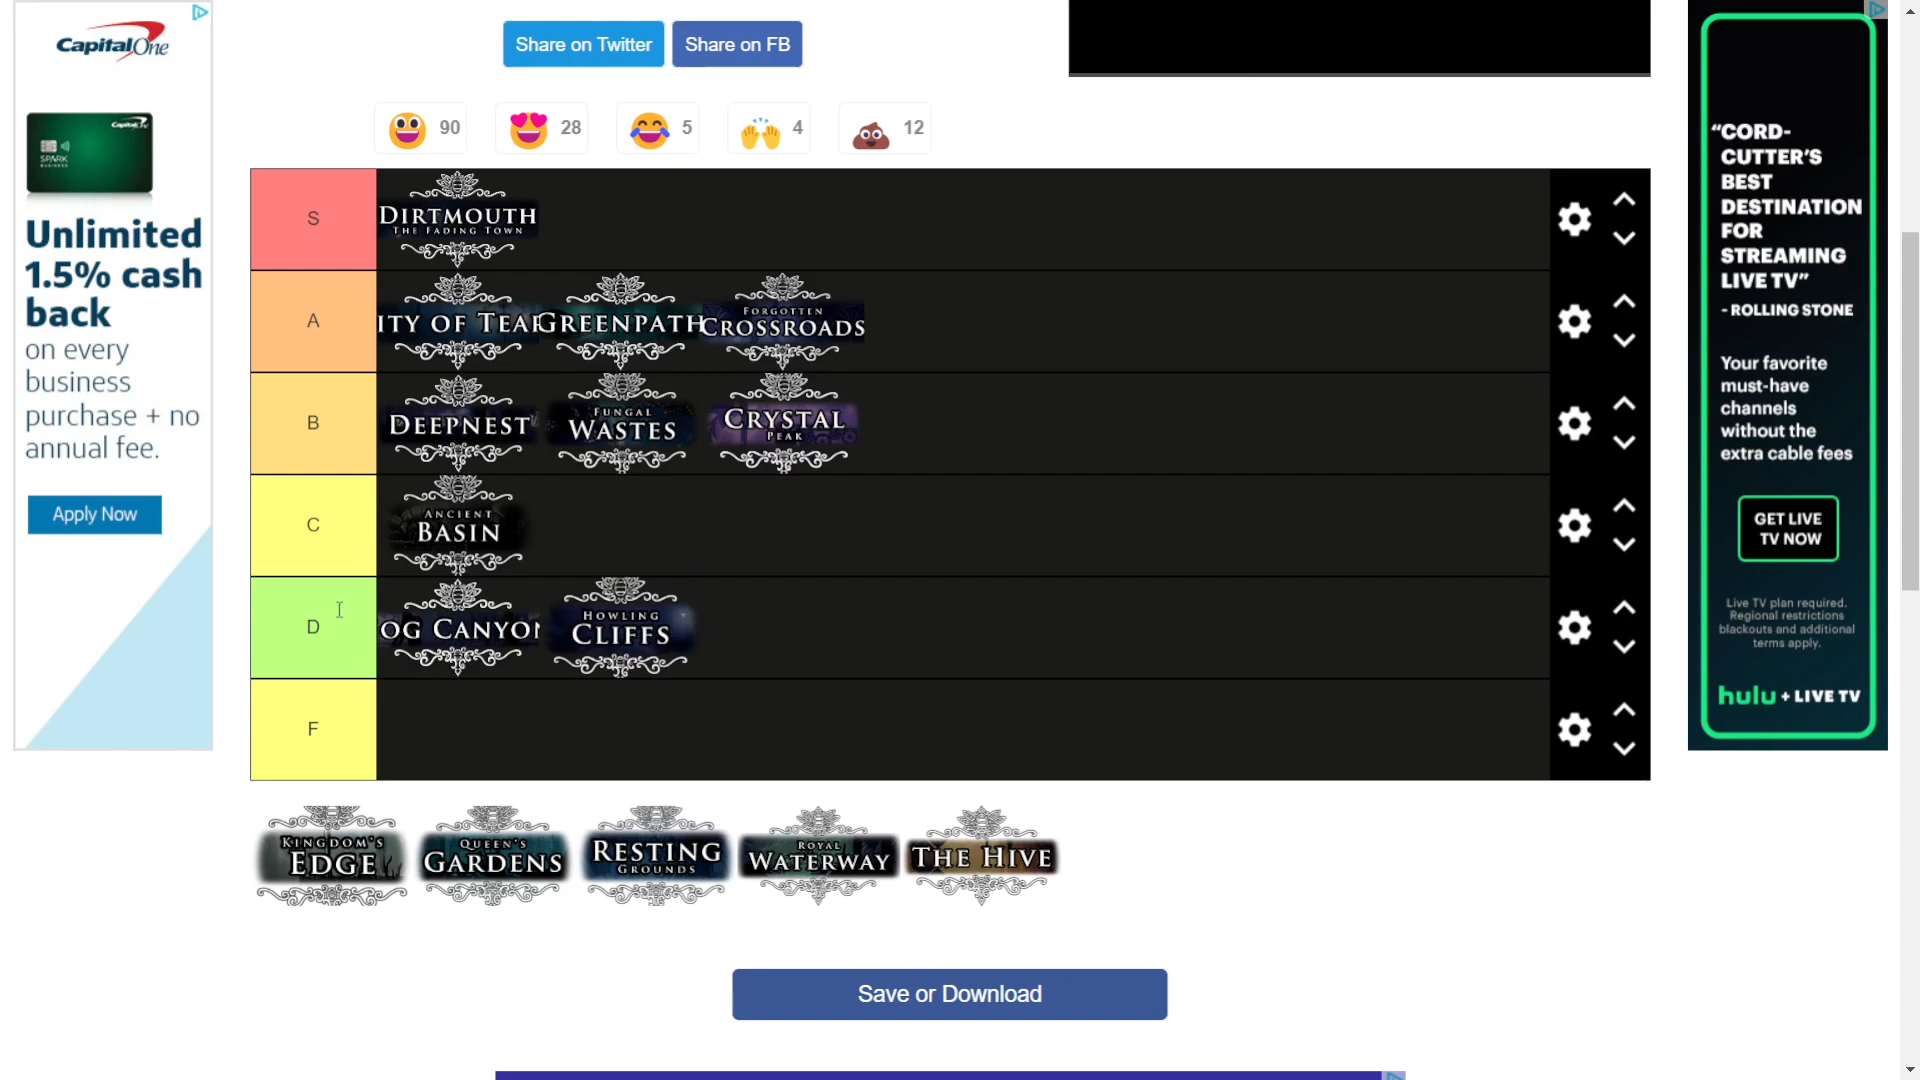 Capital One
SPARK
BUSINESS
Unlimited
1.5% cash
back
on every
business
purchase + no
annual fee.
Apply Now
Share on Twitter
Share on FB
90
28
5
4
12
S
DIRTMOUTH
THE FADING TOWN
A
ITY OF TEAR
GREENPATH
FORGOTTEN
CROSSROADS
B
DEEPNEST
FUNGAL
WASTES
CRYSTAL
PEAK
C
ANCIENT
BASIN
D
OG CANYON
HOWLING
CLIFFS
F
KINGDOM'S
EDGE
QUEEN'S
GARDENS
RESTING
GROUNDS
ROYAL
WATERWAY
THE HIVE
Save or Download
“CORD-
CUTTER’S
BEST
DESTINATION
FOR
STREAMING
LIVE TV”
- ROLLING STONE
Your favorite
must-have
channels
without the
extra cable fees
GET LIVE
TV NOW
Live TV plan required.
Regional restrictions
blackouts and additional
terms apply.
hulu + LIVE TV